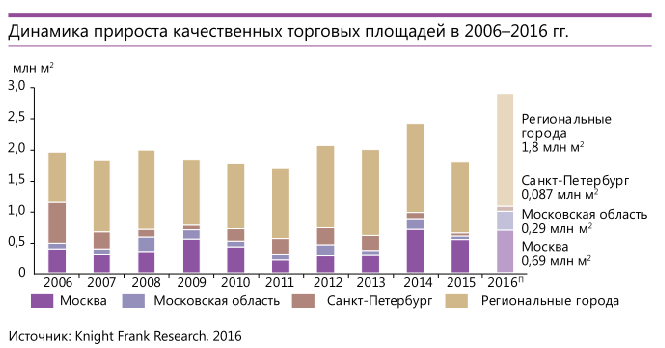 Динамика прироста качественных торговых площадей в 2006–2016 гг.
млн м²
3,0
2,5
2,0
1,5
1,0
0,5
0
Региональные
города
1,8 млн м²
Санкт-Петербург
0,087 млн м²
Московская область
0,29 млн м²
Москва
0,69 млн м²
2006 2007 2008 2009 2010 2011 2012 2013 2014 2015 2016п
Москва Московская область Санкт-Петербург Региональные города
Источник: Knight Frank Research. 2016